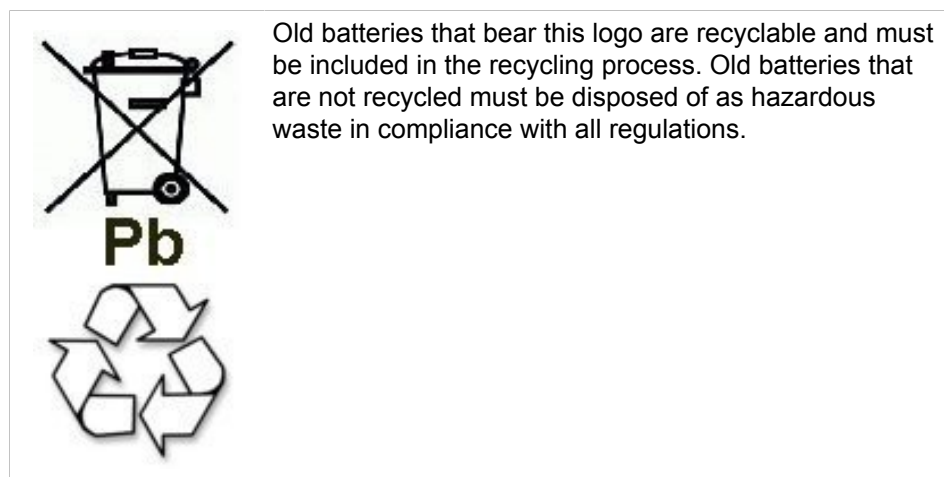 Old batteries that bear this logo are recyclable and must
be included in the recycling process. Old batteries that
are not recycled must be disposed of as hazardous
waste in compliance with all regulations.
Pb